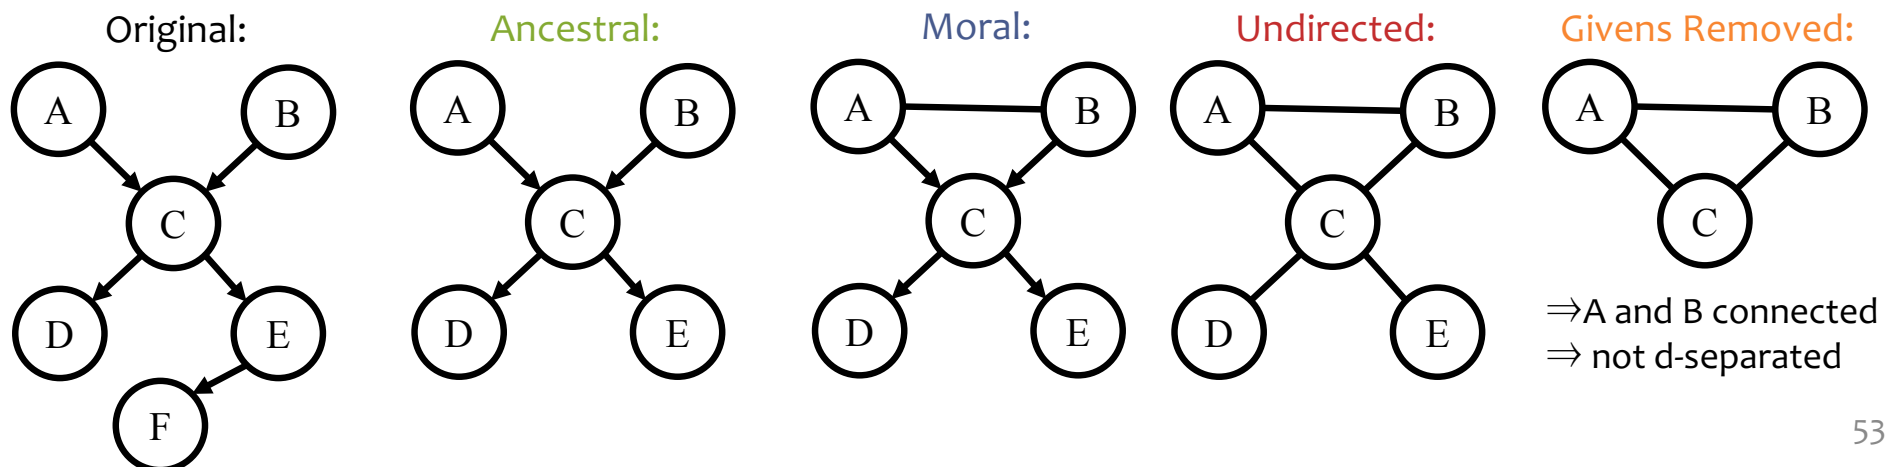 Original: Ancestral: Moral: Undirected: Givens Removed:
A B A B A B A B A B
C C C C C
D E D E D E D E
F
⇒A and B connected
⇒ not d-separated
53